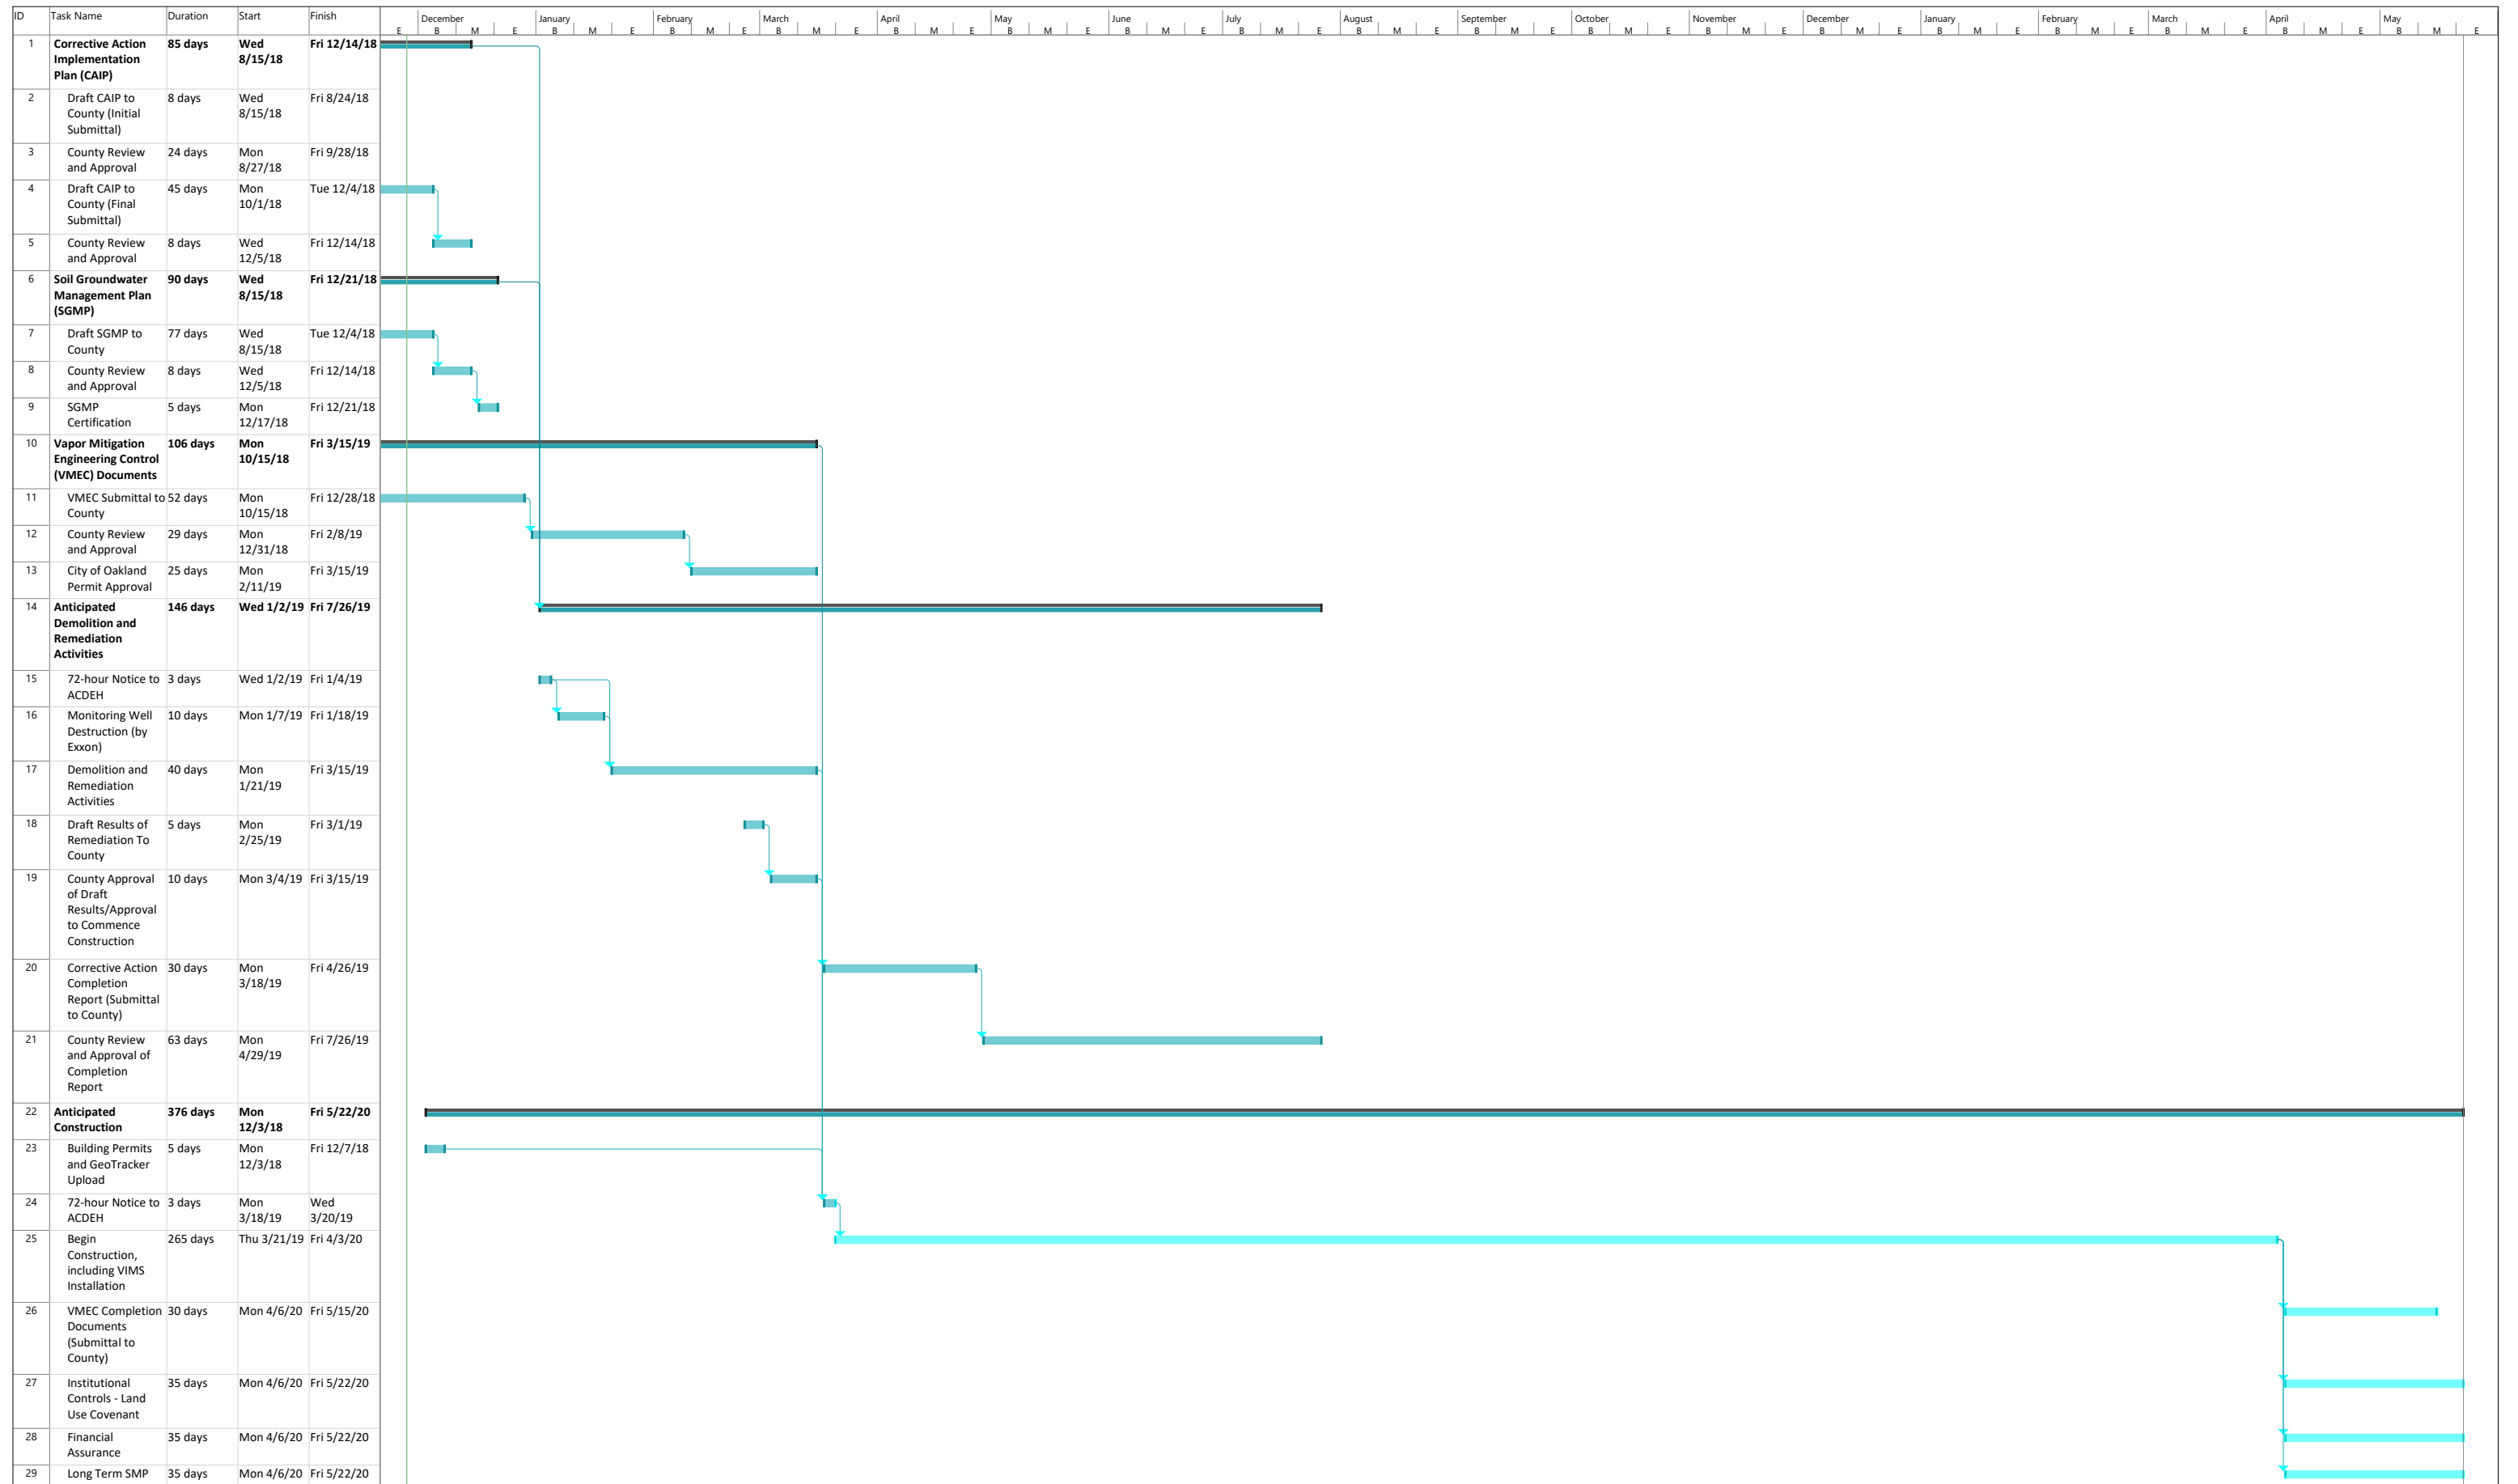 ID Task Name Duration Start Finish December January February March April May June July August September October November December January February March April May
E B M E B M E B M E B M E B M E B M E B M E B M E B M E B M E B M E B M E B M E B M E B M E B M E B M E B M E
1 Corrective Action 85 days Wed Fri 12/14/18
Implementation 8/15/18
Plan (CAIP)
2 Draft CAIP to 8 days Wed Fri 8/24/18
County (Initial 8/15/18
Submittal)
3 County Review 24 days Mon Fri 9/28/18
and Approval 8/27/18
4 Draft CAIP to 45 days Mon Tue 12/4/18
County (Final 10/1/18
Submittal)
5 County Review 8 days Wed Fri 12/14/18
and Approval 12/5/18
6 Soil Groundwater 90 days Wed Fri 12/21/18
Management Plan 8/15/18
(SGMP)
7 Draft SGMP to 77 days Wed Tue 12/4/18
County 8/15/18
8 County Review 8 days Wed Fri 12/14/18
and Approval 12/5/18
9 SGMP 5 days Mon Fri 12/21/18
Certification 12/17/18
10 Vapor Mitigation 106 days Mon Fri 3/15/19
Engineering Control 10/15/18
(VMEC) Documents
11 VMEC Submittal to 52 days Mon Fri 12/28/18
County 10/15/18
12 County Review 29 days Mon Fri 2/8/19
and Approval 12/31/18
13 City of Oakland 25 days Mon Fri 3/15/19
Permit Approval 2/11/19
14 Anticipated 146 days Wed 1/2/19 Fri 7/26/19
Demolition and
Remediation
Activities
15 72-hour Notice to 3 days Wed 1/2/19 Fri 1/4/19
ACDEH
16 Monitoring Well 10 days Mon 1/7/19 Fri 1/18/19
Destruction (by
Exxon)
17 Demolition and 40 days Mon Fri 3/15/19
Remediation 1/21/19
Activities
18 Draft Results of 5 days Mon Fri 3/1/19
Remediation To 2/25/19
County
19 County Approval 10 days Mon 3/4/19 Fri 3/15/19
of Draft
Results/Approval
to Commence
Construction
20 Corrective Action 30 days Mon Fri 4/26/19
Completion 3/18/19
Report (Submittal
to County)
21 County Review 63 days Mon Fri 7/26/19
and Approval of 4/29/19
Completion
Report
22 Anticipated 376 days Mon Fri 5/22/20
Construction 12/3/18
23 Building Permits 5 days Mon Fri 12/7/18
and GeoTracker 12/3/18
Upload
24 72-hour Notice to 3 days Mon Wed
ACDEH 3/18/19 3/20/19
25 Begin 265 days Thu 3/21/19 Fri 4/3/20
Construction,
including VIMS
Installation
26 VMEC Completion 30 days Mon 4/6/20 Fri 5/15/20
Documents
(Submittal to
County)
27 Institutional 35 days Mon 4/6/20 Fri 5/22/20
Controls - Land
Use Covenant
28 Financial 35 days Mon 4/6/20 Fri 5/22/20
Assurance
29 Long Term SMP 35 days Mon 4/6/20 Fri 5/22/20